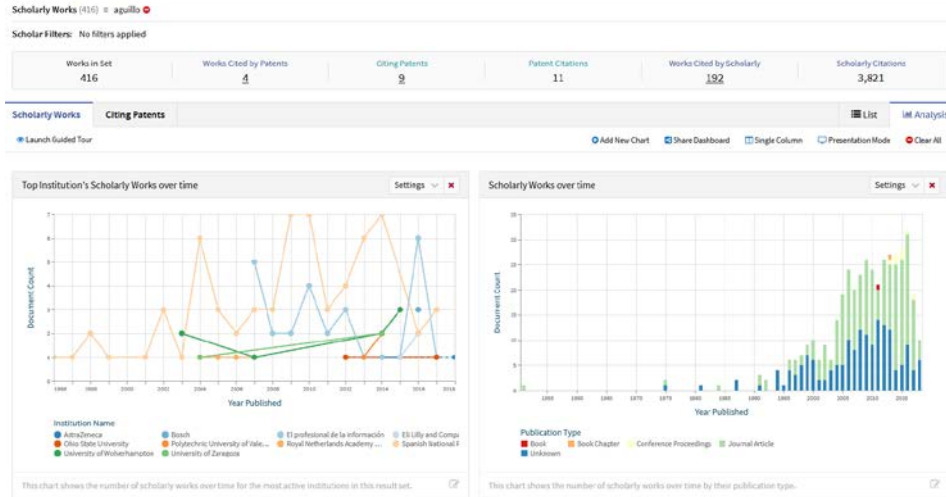 Scholarly Works (416) = aguillo
Scholar Filters: No filters applied
Works in Set Works Cited by Patents Citing Patents Patent Citations Works Cited by Scholarly Scholarly Citations
416 4 9 11 192 3,821
Scholarly Works Citing Patents List Analysis
Launch Guided Tour Add New Chart Share Dashboard Single Column Presentation Mode Clear All
Top Institution's Scholarly Works over time Settings
Document Count
Year Published
Institution Name
AstraZeneca Bosch El profesional de la información Eli Lilly and Compa
Ohio State University Polytechnic University of Vale... Royal Netherlands Academy ... Spanish National R
University of Wolverhampton University of Zaragoza
This chart shows the number of scholarly works over time for the most active institutions in this result set.
Scholarly Works over time Settings
Document Count
Year Published
Publication Type
Book Book Chapter Conference Proceedings Journal Article
Unknown
This chart shows the number of scholarly works over time by their publication type.